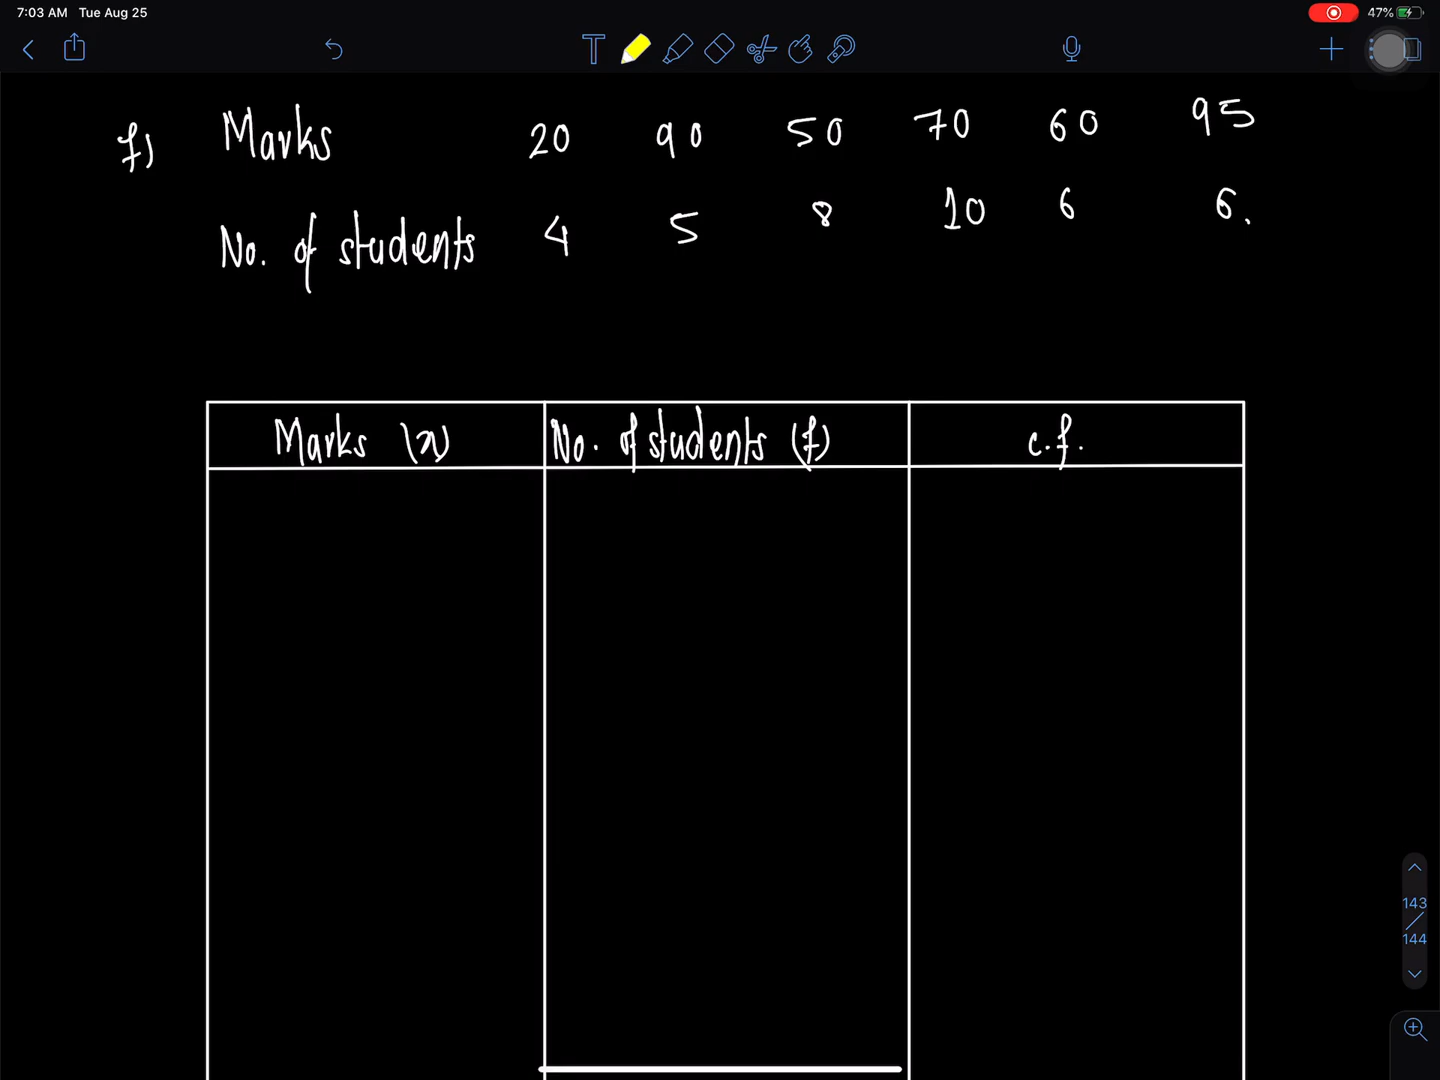 7:03 AM Tue Aug 25 47%
T
f) Marks 20 90 50 70 60 95
No. of students 4 5 8 10 6 6.
Marks (x) No. of students (f) c.f.
143
144